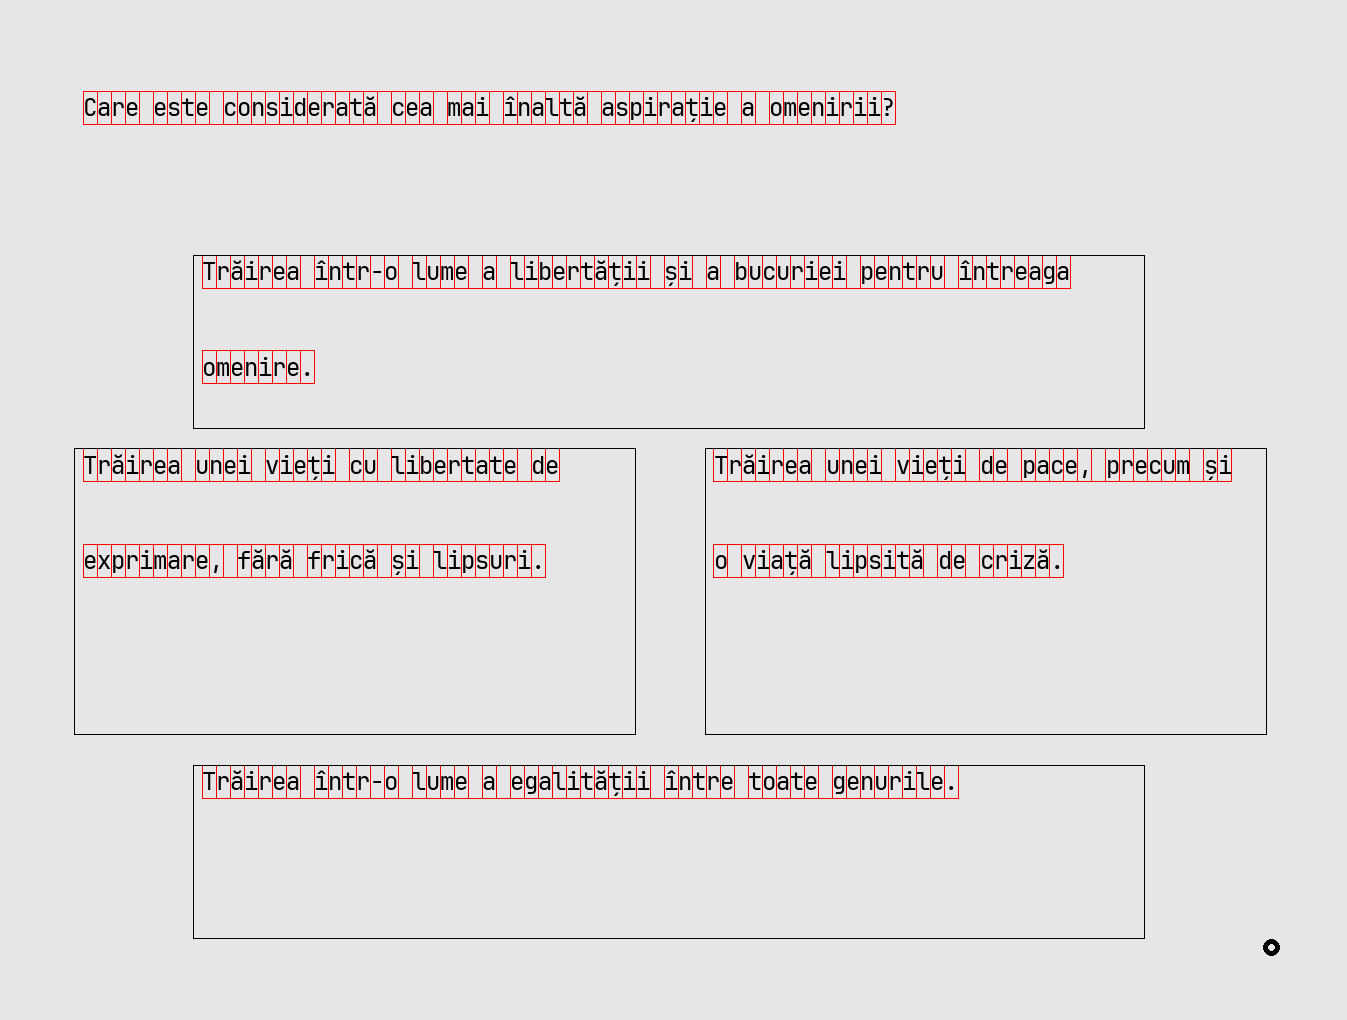 Care este considerată cea mai înaltă aspirație a omenirii?
Trăirea într-o lume a libertății și a bucuriei pentru întreaga
omenire.
Trăirea unei vieți cu libertate de
exprimare, fără frică și lipsuri.
Trăirea unei vieți de pace, precum și
o viață lipsită de criză.
Trăirea într-o lume a egalității între toate genurile.